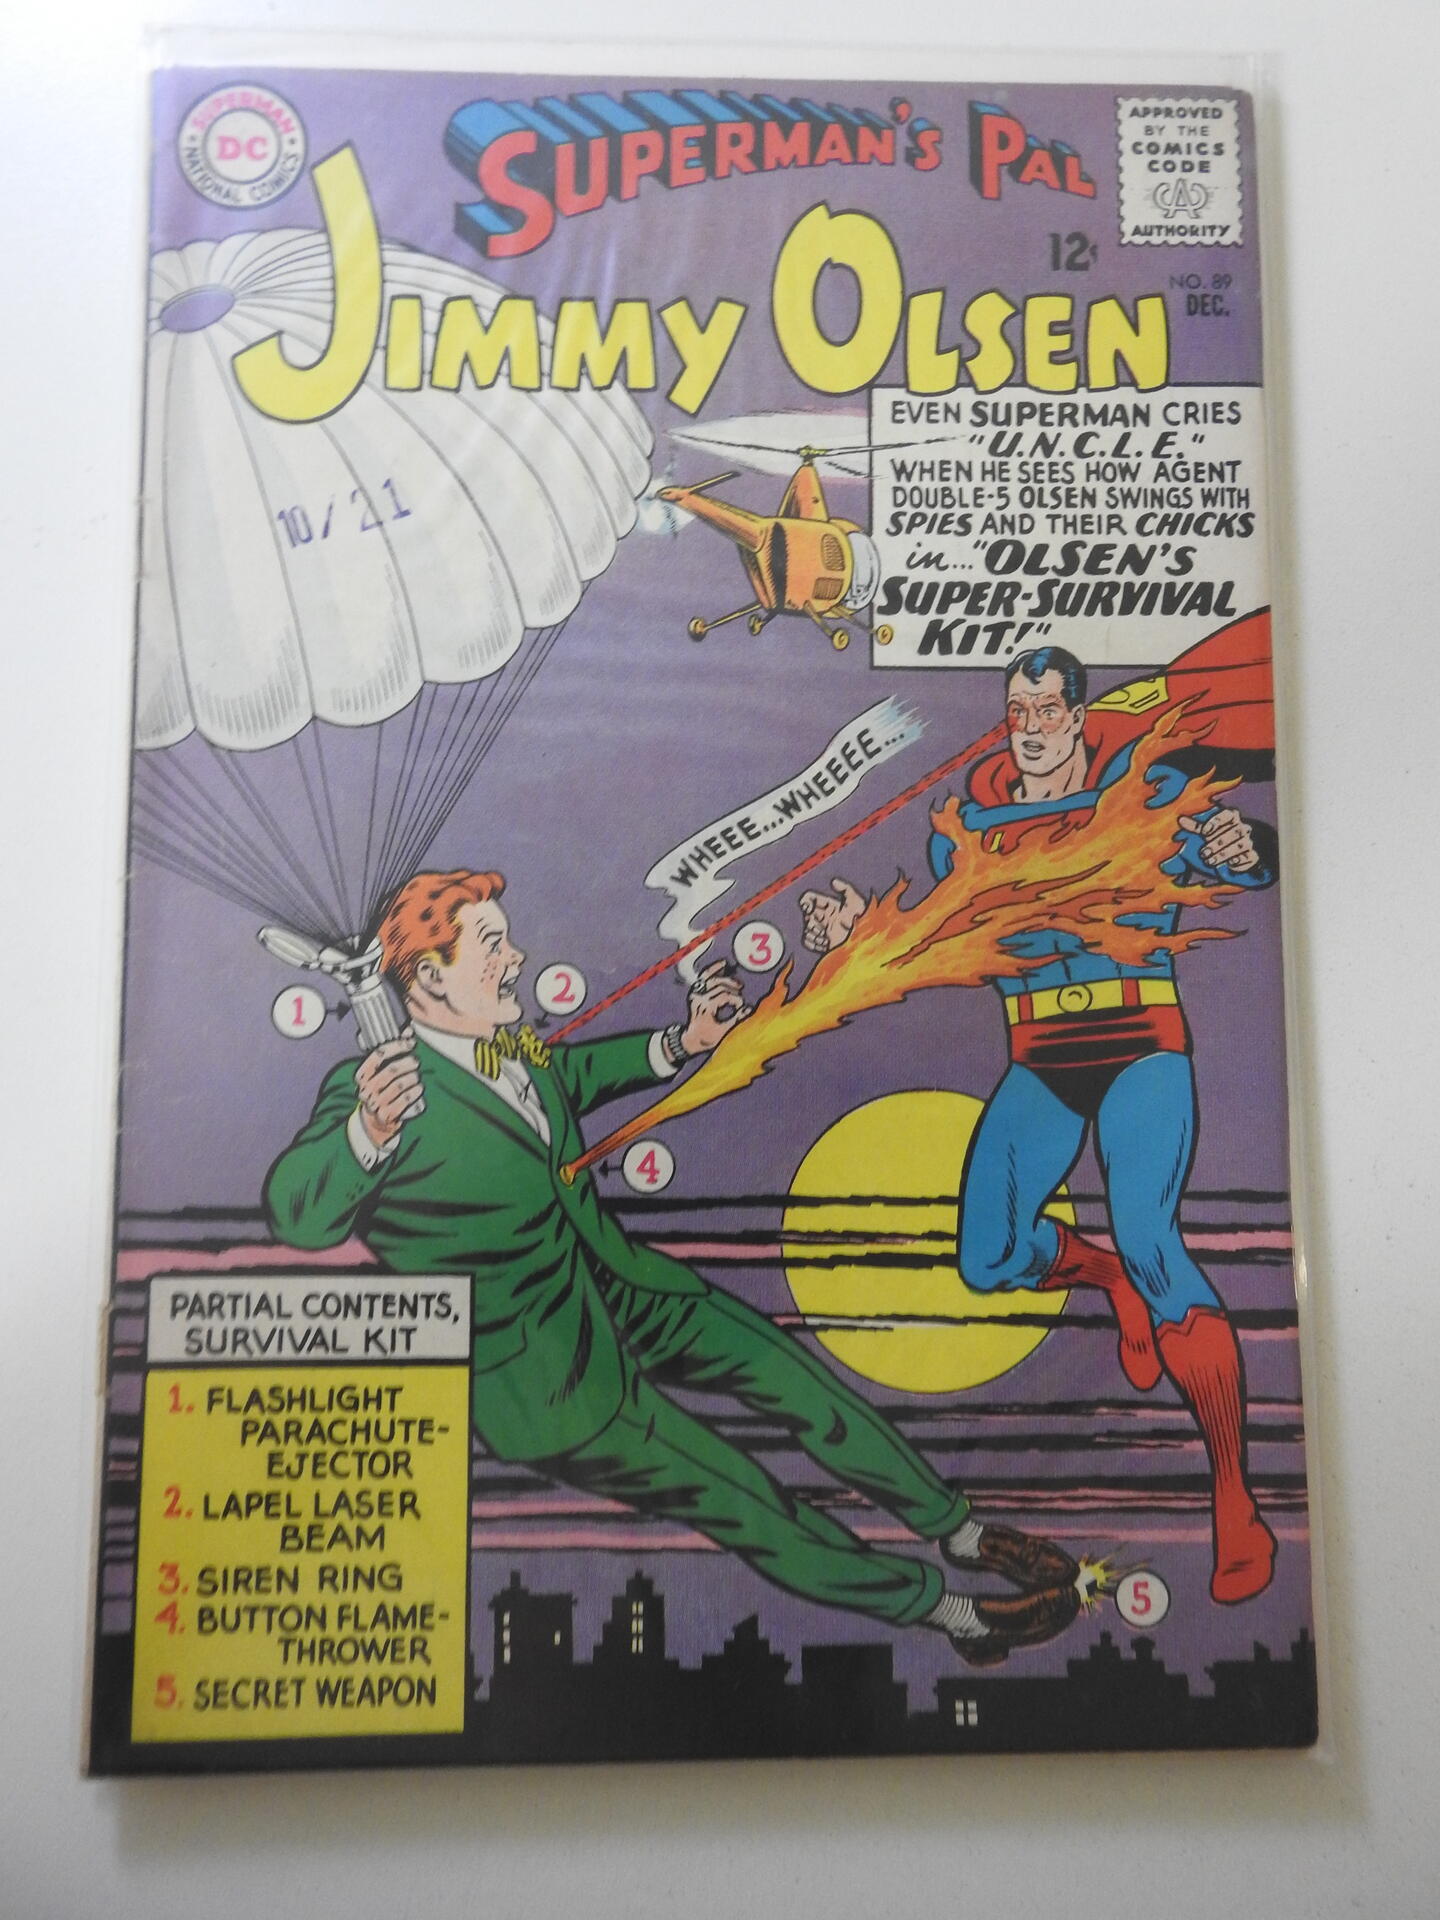 SUPERMAN
DC
NATIONAL COMICS
SUPERMAN'S PAL
JIMMY OLSEN
APPROVED
BY THE
COMICS
CODE
CA
AUTHORITY
12¢
NO. 89
DEC.
EVEN SUPERMAN CRIES
"U.N.C.L.E."
WHEN HE SEES HOW AGENT
DOUBLE-5 OLSEN SWINGS WITH
SPIES AND THEIR CHICKS
in..."OLSEN'S
SUPER-SURVIVAL
KIT!"
10/21
WHEEE...WHEEEE...
1
2
3
4
5
PARTIAL CONTENTS,
SURVIVAL KIT
1. FLASHLIGHT
PARACHUTE-
EJECTOR
2. LAPEL LASER
BEAM
3. SIREN RING
4. BUTTON FLAME-
THROWER
5. SECRET WEAPON